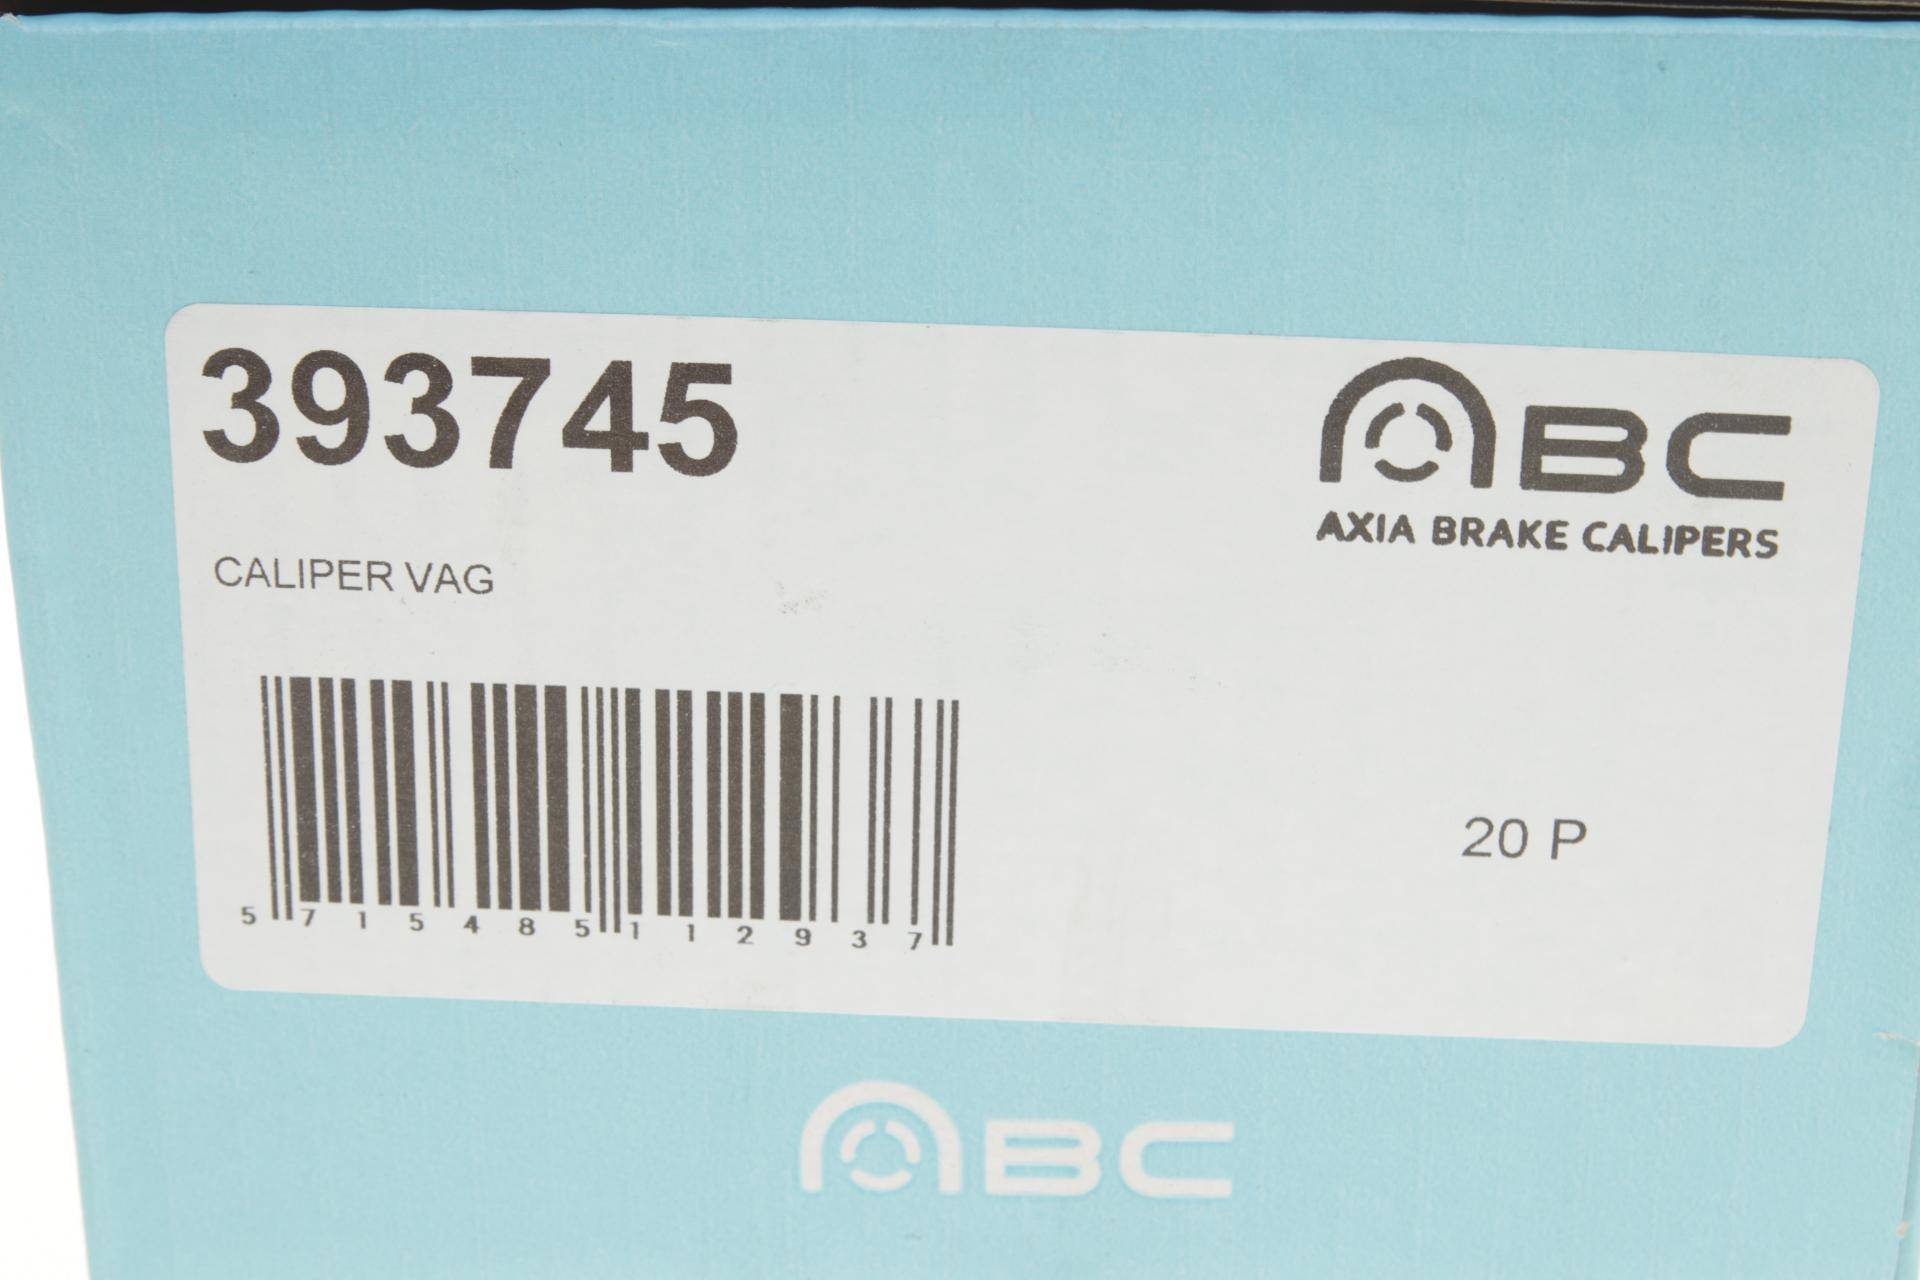 393745
ABC
AXIA BRAKE CALIPERS
CALIPER VAG
5 715485 112937
20 P
ABC